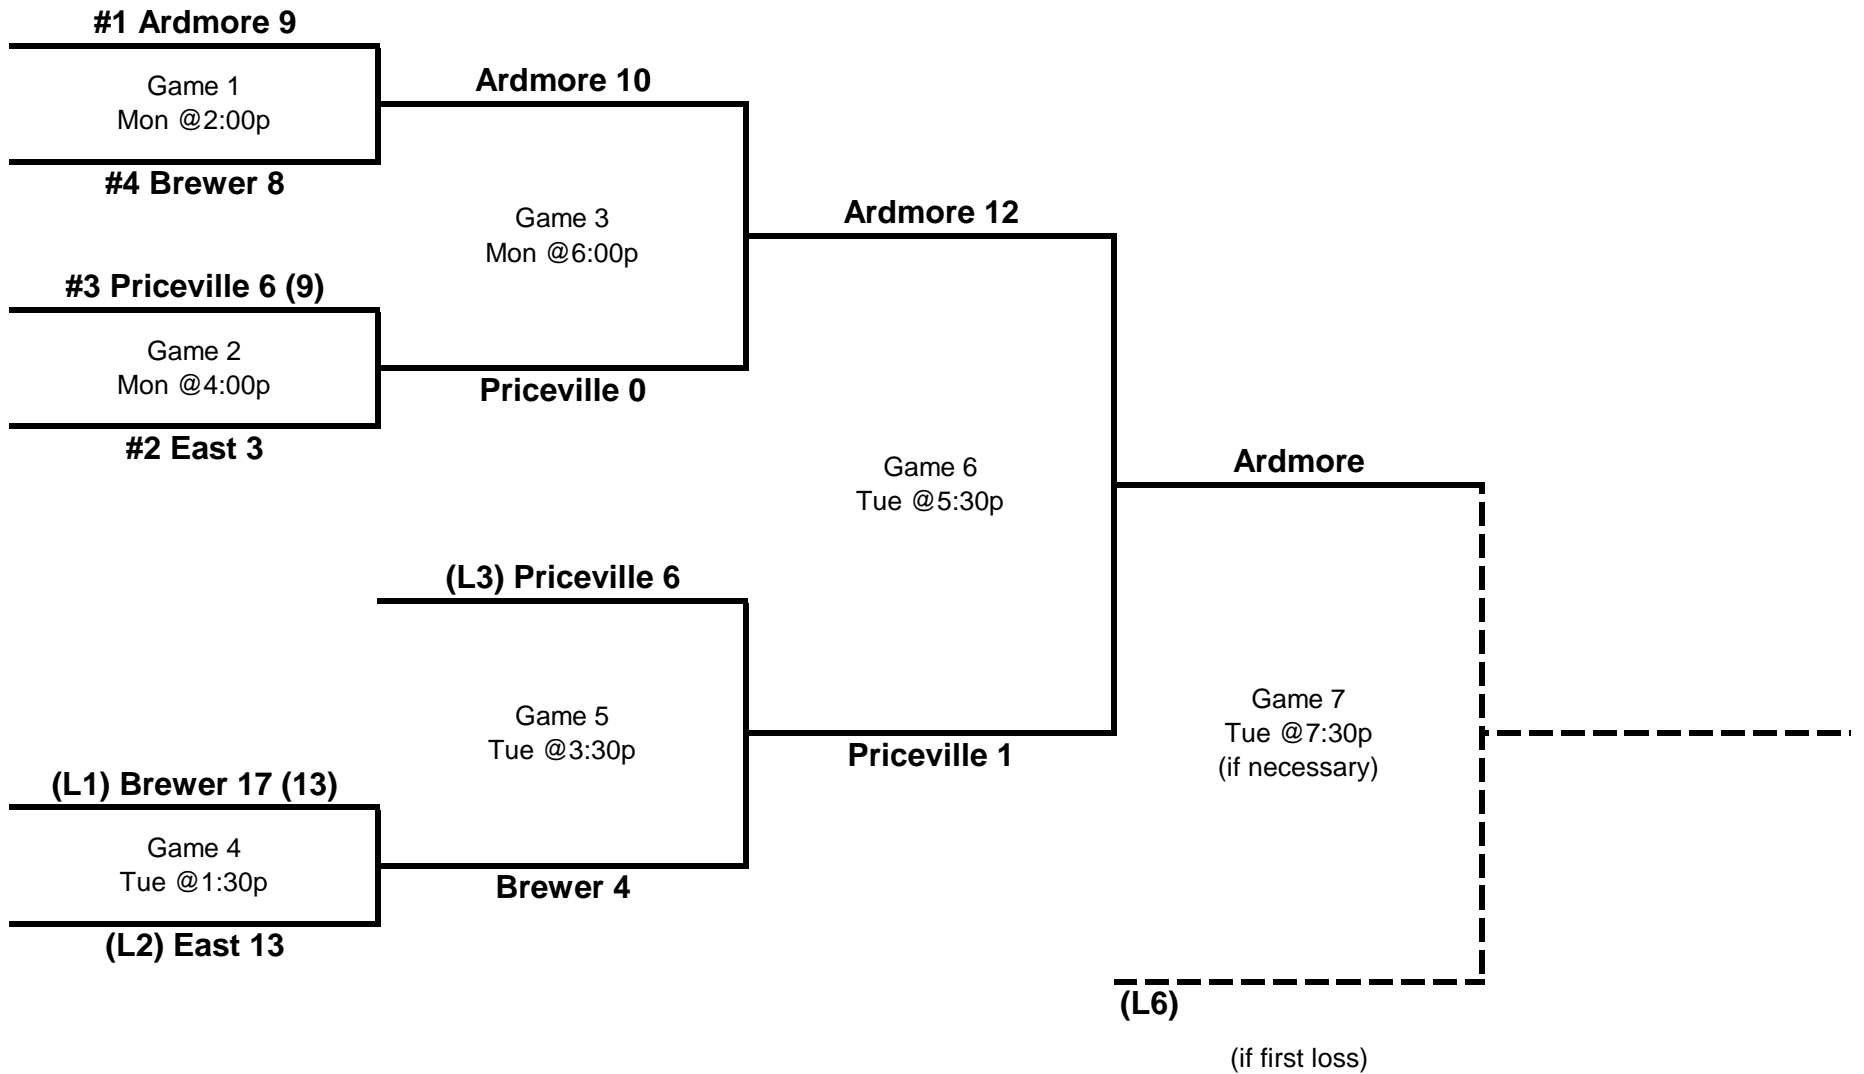 #1 Ardmore 9
Game 1
Mon @2:00p
#4 Brewer 8
Ardmore 10
Game 3
Mon @6:00p
Priceville 0
#3 Priceville 6 (9)
Game 2
Mon @4:00p
#2 East 3
Ardmore 12
Game 6
Tue @5:30p
Priceville 1
(L3) Priceville 6
Game 5
Tue @3:30p
Brewer 4
(L1) Brewer 17 (13)
Game 4
Tue @1:30p
(L2) East 13
Ardmore
Game 7
Tue @7:30p
(if necessary)
(L6)
(if first loss)